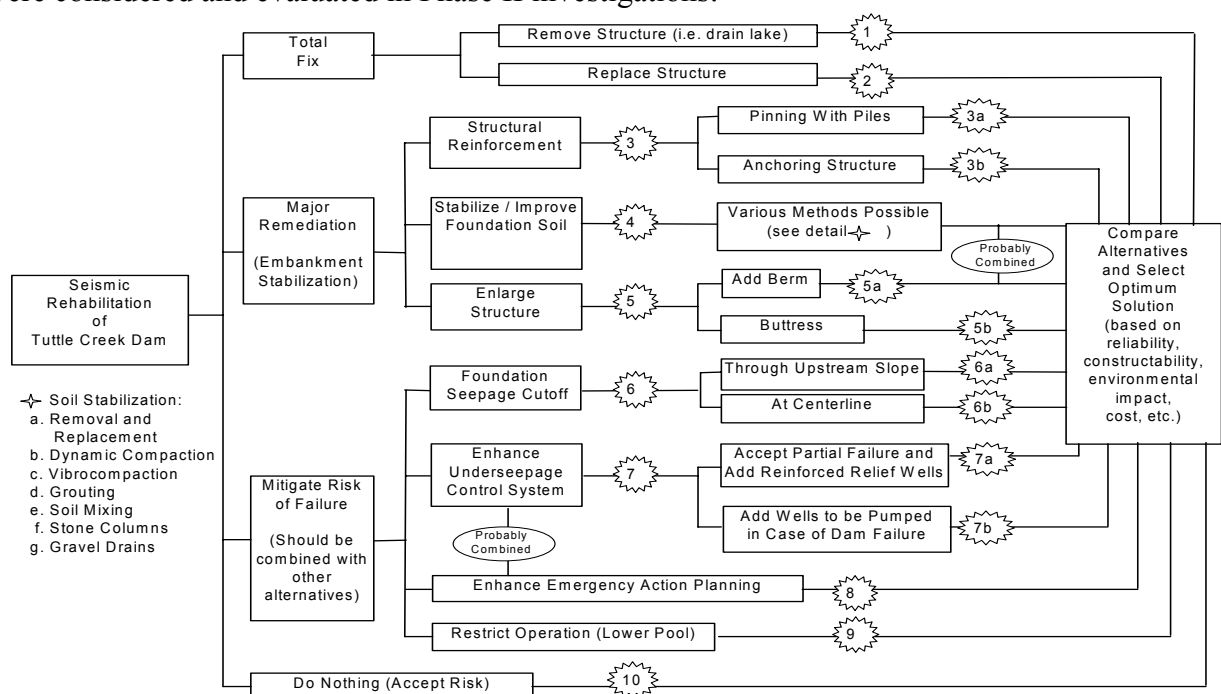 were considered and evaluated in Phase II investigations.
Total
Fix
Remove Structure (i.e. drain lake)
1
Replace Structure
2
Structural
Reinforcement
3
Pinning With Piles
3a
Anchoring Structure
3b
Major
Remediation
(Embankment
Stabilization)
Stabilize / Improve
Foundation Soil
4
Various Methods Possible
(see detail )
Probably
Combined
Enlarge
Structure
5
Add Berm
5a
Buttress
5b
Seismic
Rehabilitation
of
Tuttle Creek Dam
Compare
Alternatives
and Select
Optimum
Solution
(based on
reliability,
constructability,
environmental
impact,
cost, etc.)
Foundation
Seepage Cutoff
6
Through Upstream Slope
6a
At Centerline
6b
Soil Stabilization:
a. Removal and
Replacement
b. Dynamic Compaction
c. Vibrocompaction
d. Grouting
e. Soil Mixing
f. Stone Columns
g. Gravel Drains
Mitigate Risk
of Failure
(Should be
combined with
other
alternatives)
Enhance
Underseepage
Control System
7
Accept Partial Failure and
Add Reinforced Relief Wells
7a
Add Wells to be Pumped
in Case of Dam Failure
7b
Probably
Combined
Enhance Emergency Action Planning
8
Restrict Operation (Lower Pool)
9
Do Nothing (Accept Risk)
10